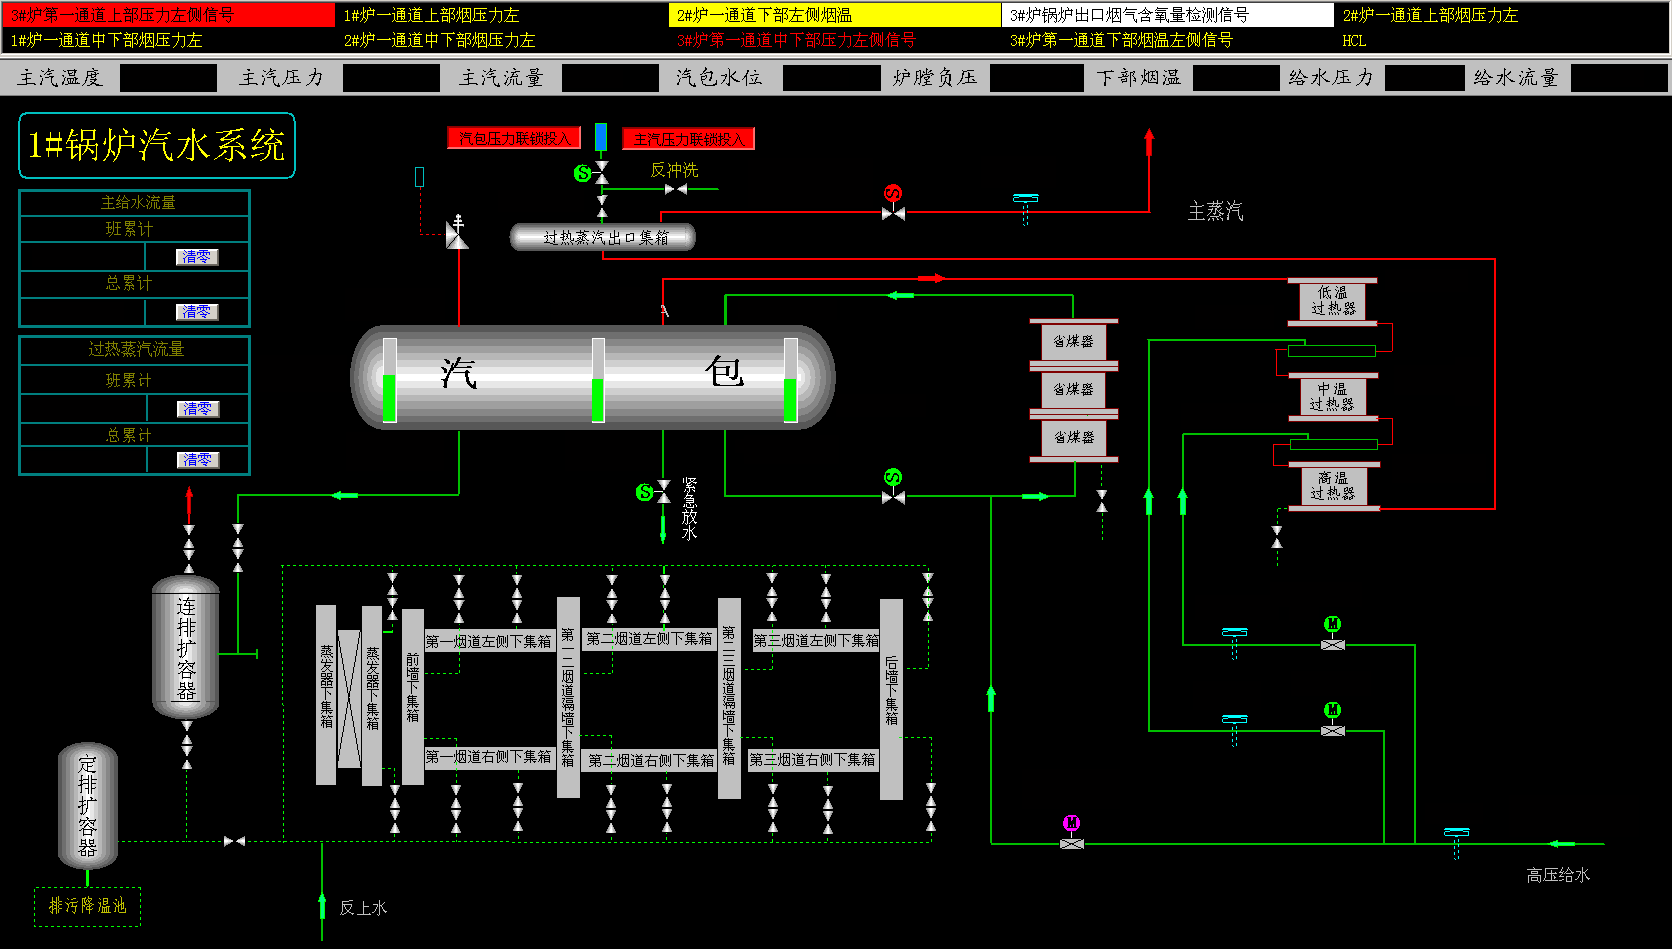 3#炉第一通道上部压力左侧信号
1#炉一通道上部烟压力左
2#炉一通道下部左侧烟温
3#炉锅炉出口烟气含氧量检测信号
2#炉一通道上部烟压力左
1#炉一通道中下部烟压力左
2#炉一通道中下部烟压力左
3#炉第一通道中下部压力左侧信号
3#炉第一通道下部烟温左侧信号
HCL
主汽温度
主汽压力
主汽流量
汽包水位
炉膛负压
下部烟温
给水压力
给水流量
1#锅炉汽水系统
汽包压力联锁投入
主汽压力联锁投入
反冲洗
S
S
主蒸汽
过热蒸汽出口集箱
主给水流量
班累计
清零
总累计
清零
过热蒸汽流量
班累计
清零
总累计
清零
A
汽包
低温
过热器
省煤器
省煤器
省煤器
中温
过热器
高温
过热器
S
S
紧急放水
连排扩容器
定排扩容器
排污降温池
蒸发器下集箱
蒸发器下集箱
前墙下集箱
第一烟道左侧下集箱
第一二烟道隔墙下集箱
第二烟道左侧下集箱
第二三烟道隔墙下集箱
第三烟道左侧下集箱
后墙下集箱
第一烟道右侧下集箱
第二烟道右侧下集箱
第三烟道右侧下集箱
M
M
M
高压给水
反上水